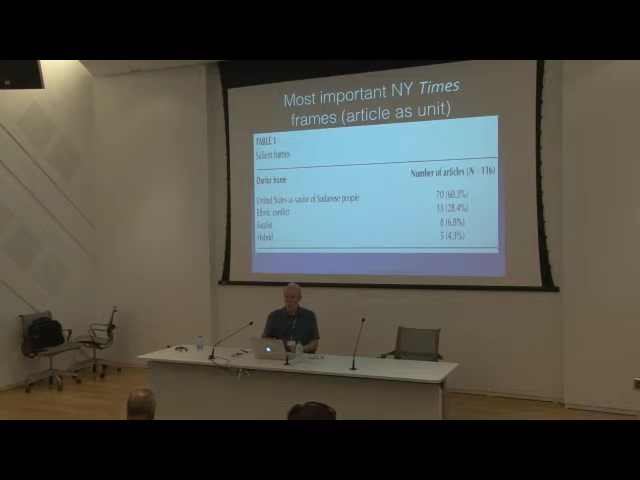 Most important NY Times
frames (article as unit)
TABLE 1
Salient frames
Darfur frame Number of articles (N = 116)
United States as savior of Sudanese people 70 (60.3%)
Ethnic conflict 33 (28.4%)
Fatalist 8 (6.8%)
Hybrid 5 (4.3%)